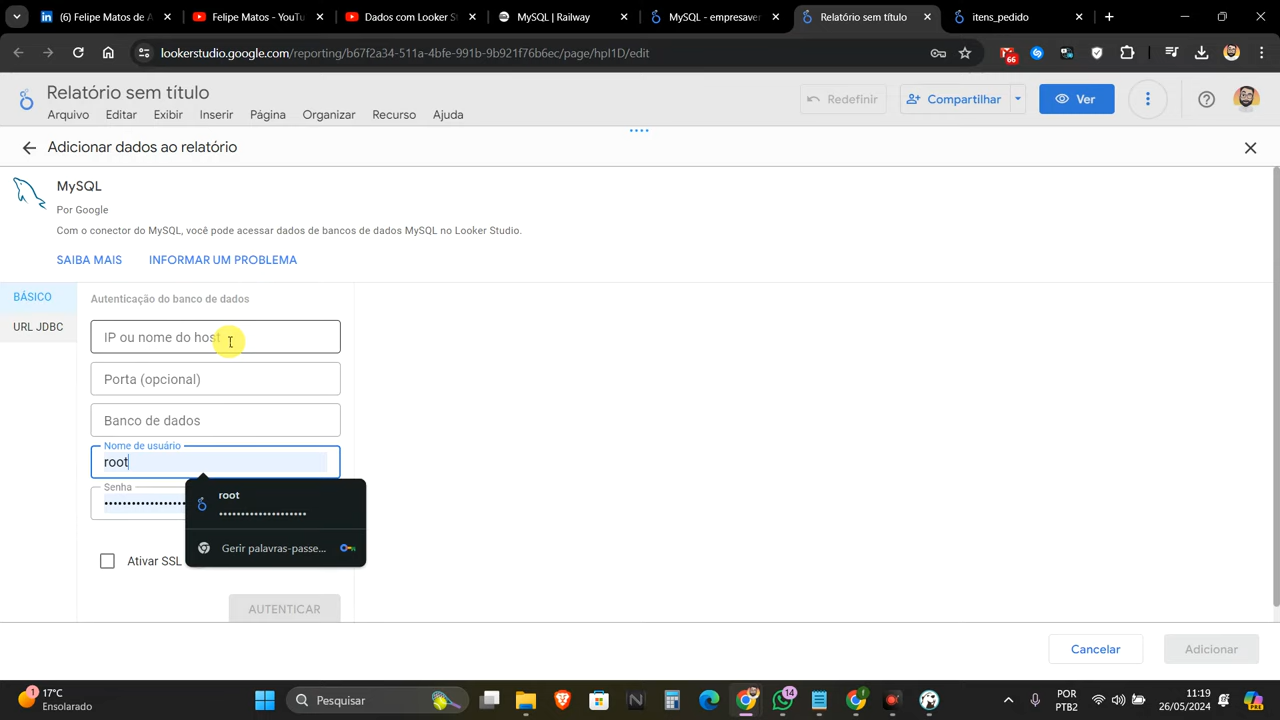 (6) Felipe Matos de A
Felipe Matos - YouTu
Dados com Looker S
MySQL | Railway
MySQL - empresaver
Relatório sem título
itens_pedido
lookerstudio.google.com/reporting/b67f2a34-511a-4bfe-991b-9b921f76b6ec/page/hpI1D/edit
66
Relatório sem título
Redefinir
Compartilhar
Ver
Arquivo Editar Exibir Inserir Página Organizar Recurso Ajuda
Adicionar dados ao relatório
MySQL
Por Google
Com o conector do MySQL, você pode acessar dados de bancos de dados MySQL no Looker Studio.
SAIBA MAIS INFORMAR UM PROBLEMA
BÁSICO
URL JDBC
Autenticação do banco de dados
IP ou nome do host
Porta (opcional)
Banco de dados
Nome de usuário
root
Senha
root
Gerir palavras-passe...
Ativar SSL
AUTENTICAR
Cancelar
Adicionar
1
17°C
Ensolarado
Pesquisar
14
POR
PTB2
11:19
26/05/2024